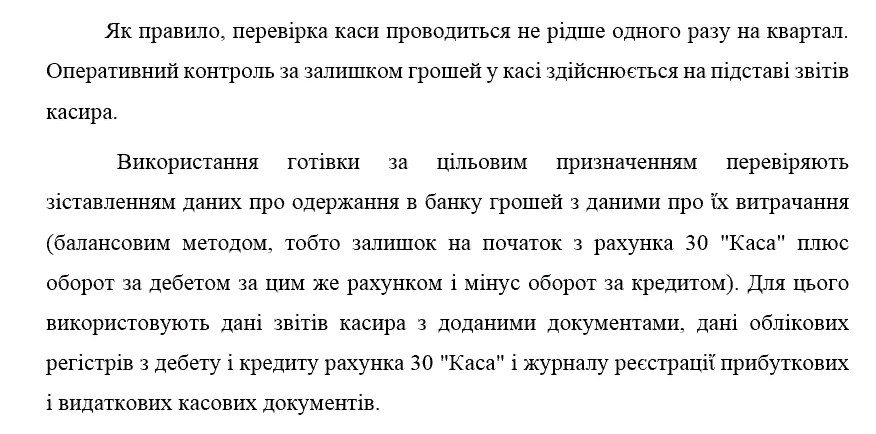 Як правило, перевірка каси проводиться не рідше одного разу на квартал.
Оперативний контроль за залишком грошей у касі здійснюється на підставі звітів
касира.
Використання готівки за цільовим призначенням перевіряють
зіставленням даних про одержання в банку грошей з даними про їх витрачання
(балансовим методом, тобто залишок на початок з рахунка 30 "Каса" плюс
оборот за дебетом за цим же рахунком і мінус оборот за кредитом). Для цього
використовують дані звітів касира з доданими документами, дані облікових
регістрів з дебету і кредиту рахунка 30 "Каса" і журналу реєстрації прибуткових
і видаткових касових документів.